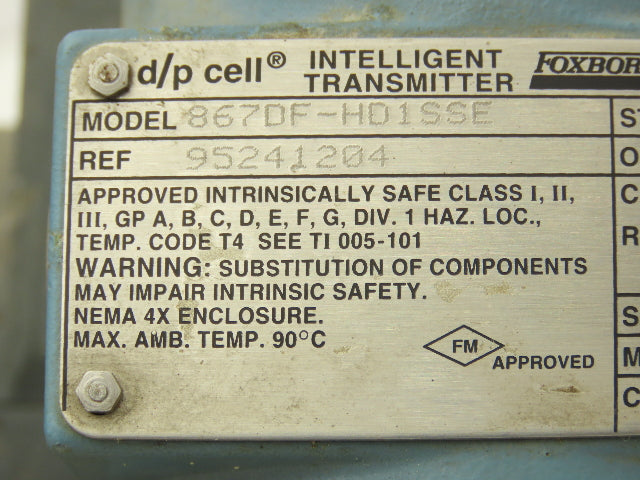 d/p cell® INTELLIGENT TRANSMITTER FOXBOR
MODEL 867DF-HD1SSE
REF 95241204
APPROVED INTRINSICALLY SAFE CLASS I, II,
III, GP A, B, C, D, E, F, G, DIV. 1 HAZ. LOC.,
TEMP. CODE T4 SEE TI 005-101
WARNING: SUBSTITUTION OF COMPONENTS
MAY IMPAIR INTRINSIC SAFETY.
NEMA 4X ENCLOSURE.
MAX. AMB. TEMP. 90°C
FM APPROVED
ST
O
C
R
S
M
C